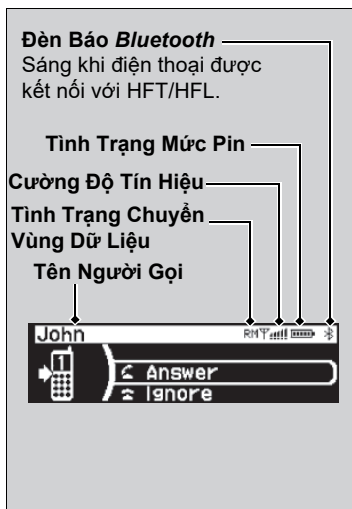 Đèn Báo Bluetooth
Sáng khi điện thoại được
kết nối với HFT/HFL.
Tình Trạng Mức Pin
Cường Độ Tín Hiệu
Tình Trạng Chuyển
Vùng Dữ Liệu
Tên Người Gọi
John RM
1
Answer
Ignore